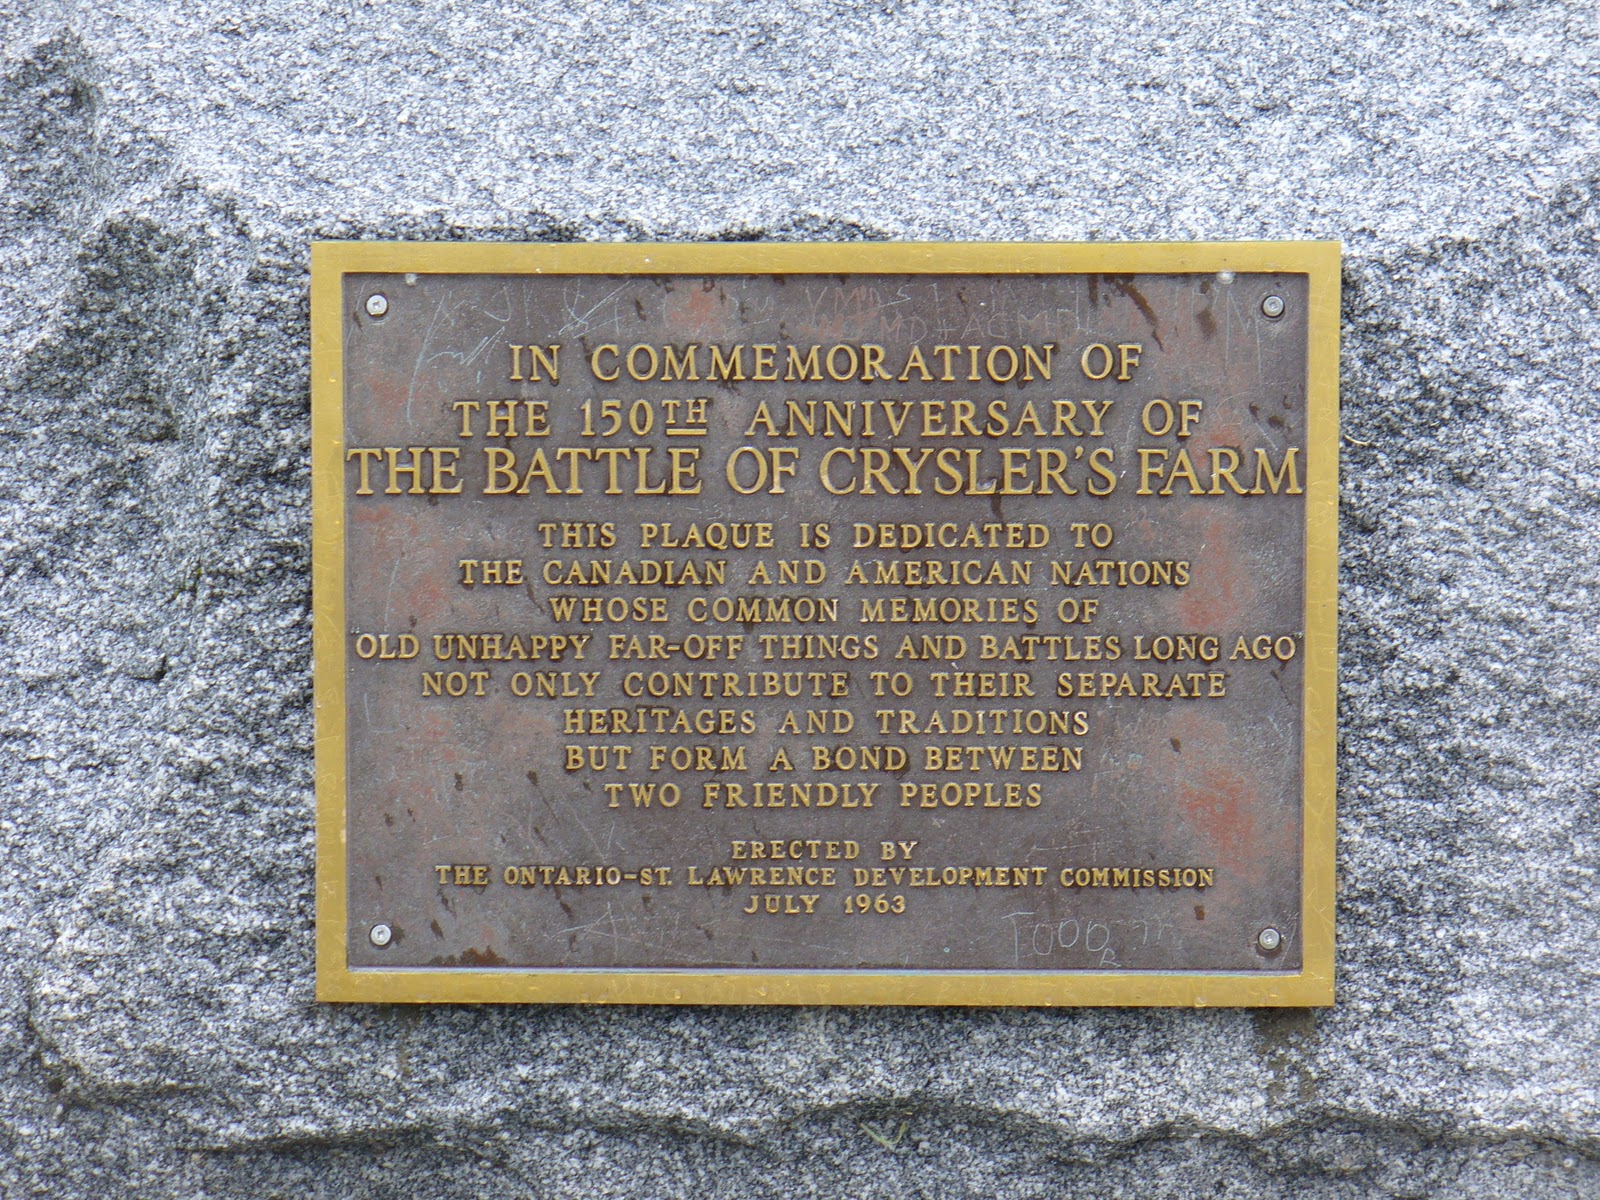 IN COMMEMORATION OF
THE 150TH ANNIVERSARY OF
THE BATTLE OF CRYSLER'S FARM
THIS PLAQUE IS DEDICATED TO
THE CANADIAN AND AMERICAN NATIONS
WHOSE COMMON MEMORIES OF
OLD UNHAPPY FAR-OFF THINGS AND BATTLES LONG AGO
NOT ONLY CONTRIBUTE TO THEIR SEPARATE
HERITAGES AND TRADITIONS
BUT FORM A BOND BETWEEN
TWO FRIENDLY PEOPLES
ERECTED BY
THE ONTARIO-ST. LAWRENCE DEVELOPMENT COMMISSION
JULY 1963